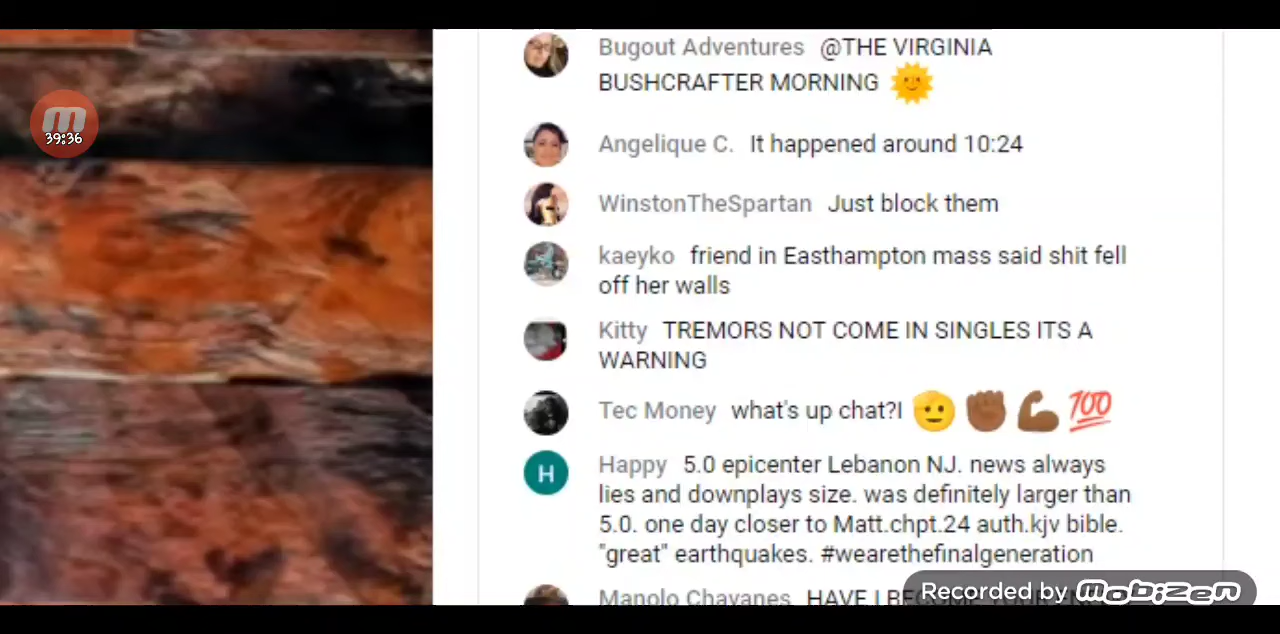 Bugout Adventures @THE VIRGINIA
BUSHCRAFTER MORNING 🌞
39:36
Angelique C. It happened around 10:24
WinstonTheSpartan Just block them
kaeyko friend in Easthampton mass said shit fell
off her walls
Kitty TREMORS NOT COME IN SINGLES ITS A
WARNING
Tec Money what's up chat?! 🫡 ✊🏾 💪🏾 💯
H
Happy 5.0 epicenter Lebanon NJ. news always
lies and downplays size. was definitely larger than
5.0. one day closer to Matt.chpt.24 auth.kjv bible.
"great" earthquakes. #wearethefinalgeneration
Manolo Chavanes HAVE I BECOME YOUR
Recorded by mobizen